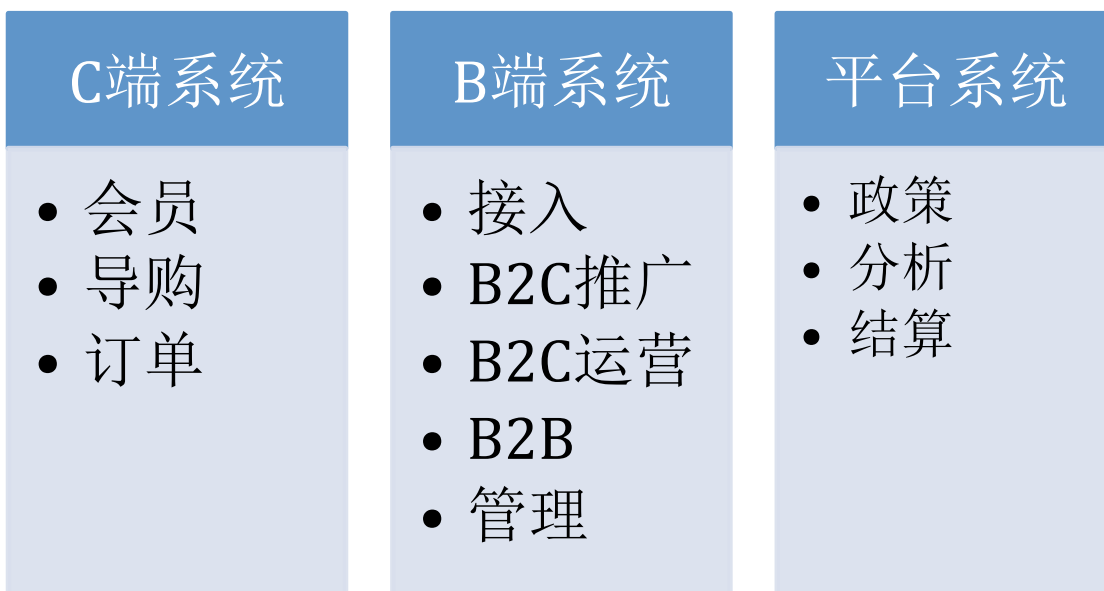 C端系统
• 会员
• 导购
• 订单
B端系统
• 接入
• B2C推广
• B2C运营
• B2B
• 管理
平台系统
• 政策
• 分析
• 结算